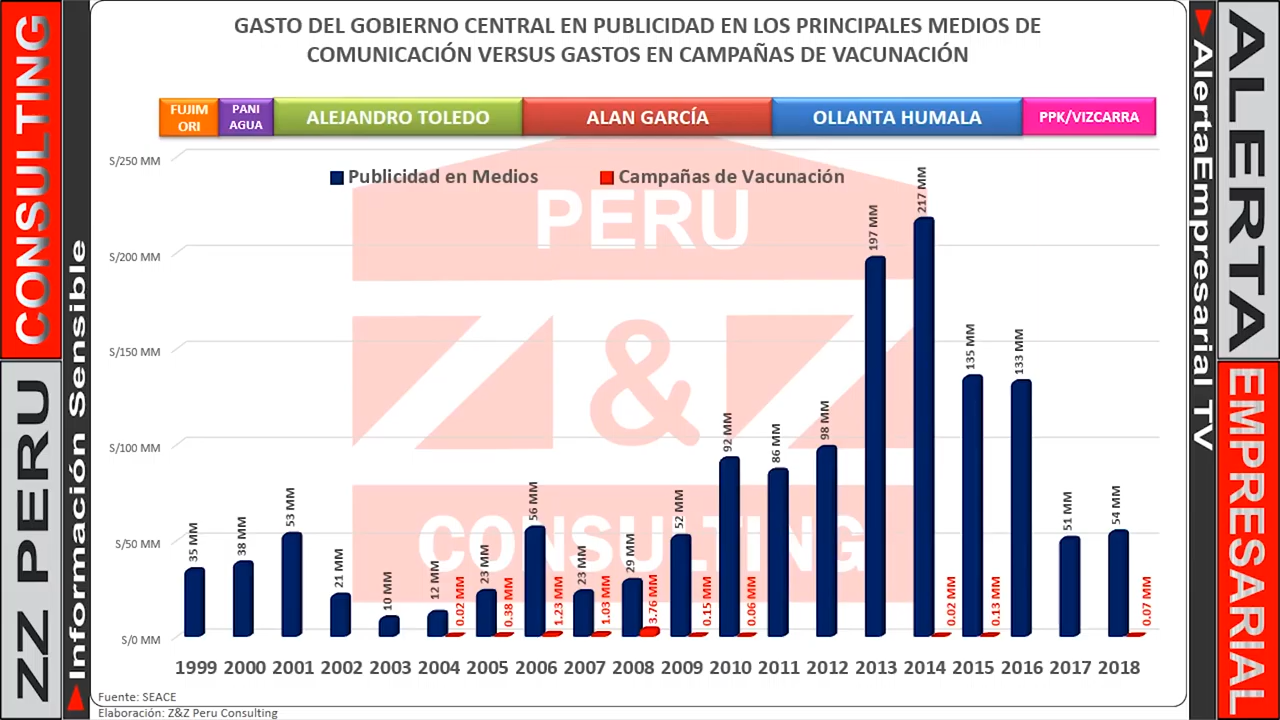 GASTO DEL GOBIERNO CENTRAL EN PUBLICIDAD EN LOS PRINCIPALES MEDIOS DE
COMUNICACIÓN VERSUS GASTOS EN CAMPAÑAS DE VACUNACIÓN
FUJIM
ORI
PANI
AGUA
ALEJANDRO TOLEDO
ALAN GARCÍA
OLLANTA HUMALA
PPK/VIZCARRA
Publicidad en Medios
Campañas de Vacunación
S/250 MM
S/200 MM
S/150 MM
S/100 MM
S/50 MM
S/0 MM
PERU
Z&Z
CONSULTING
35 MM
38 MM
53 MM
21 MM
10 MM
12 MM
0.02 MM
23 MM
0.38 MM
56 MM
1.23 MM
23 MM
1.03 MM
29 MM
3.76 MM
52 MM
0.15 MM
92 MM
0.06 MM
86 MM
98 MM
197 MM
217 MM
0.02 MM
135 MM
0.13 MM
133 MM
51 MM
54 MM
0.07 MM
1999 2000 2001 2002 2003 2004 2005 2006 2007 2008 2009 2010 2011 2012 2013 2014 2015 2016 2017 2018
Fuente: SEACE
Elaboración: Z&Z Peru Consulting
ZZ PERU CONSULTING
Información Sensible
AlertaEmpresarial TV
ALERTA EMPRESARIAL